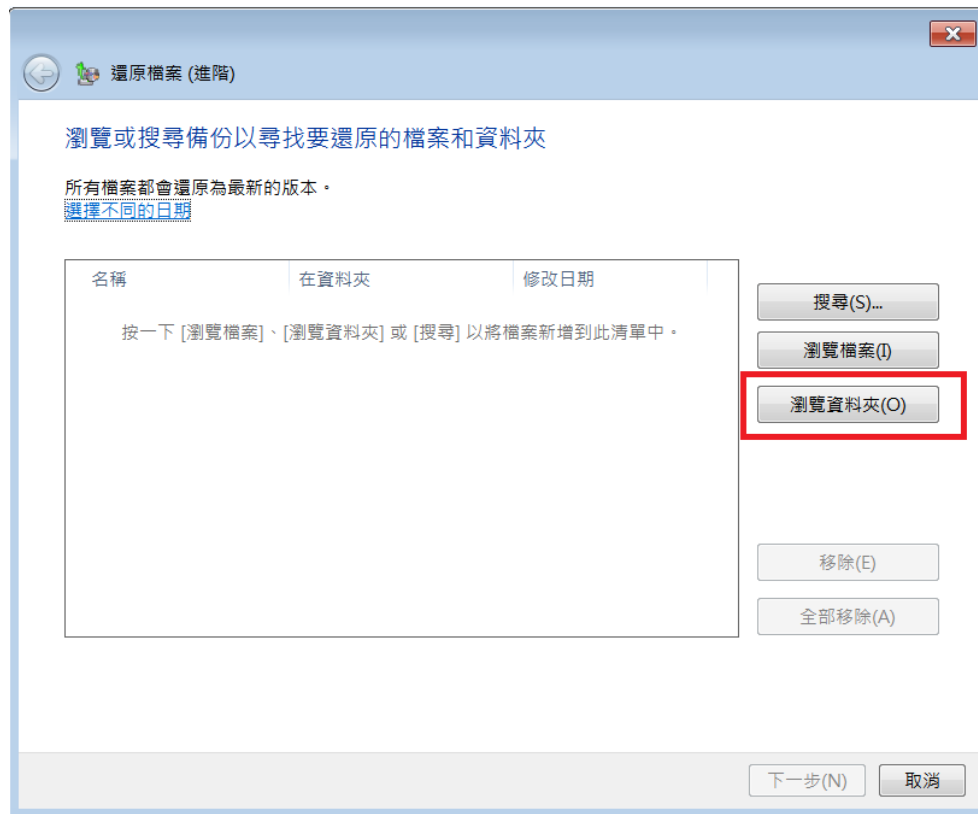 還原檔案 (進階)
瀏覽或搜尋備份以尋找要還原的檔案和資料夾
所有檔案都會還原為最新的版本。
選擇不同的日期
名稱 在資料夾 修改日期
按一下 [瀏覽檔案]、[瀏覽資料夾] 或 [搜尋] 以將檔案新增到此清單中。
搜尋(S)...
瀏覽檔案(I)
瀏覽資料夾(O)
移除(E)
全部移除(A)
下一步(N) 取消